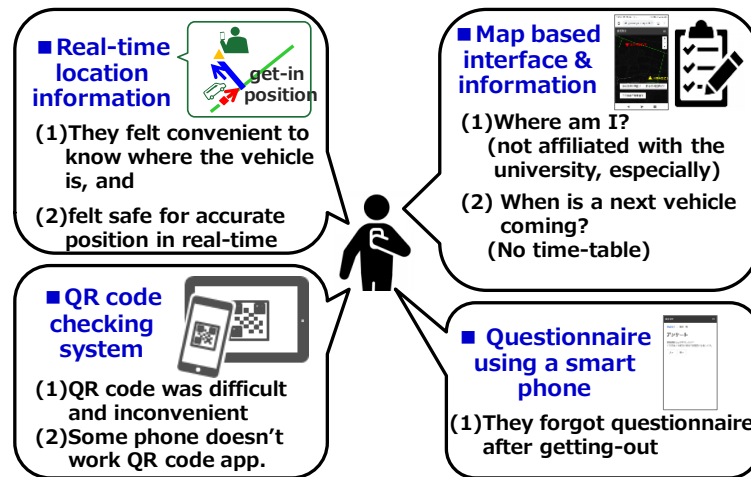 ■Real-time
location
information
get-in
position
(1)They felt convenient to
know where the vehicle
is, and
(2)felt safe for accurate
position in real-time
■Map based
interface &
information
(1)Where am I?
(not affiliated with the
university, especially)
(2) When is a next vehicle
coming?
(No time-table)
■QR code
checking
system
(1)QR code was difficult
and inconvenient
(2)Some phone doesn't
work QR code app.
■ Questionnaire
using a smart
phone
アンケート
(1)They forgot questionnaire
after getting-out